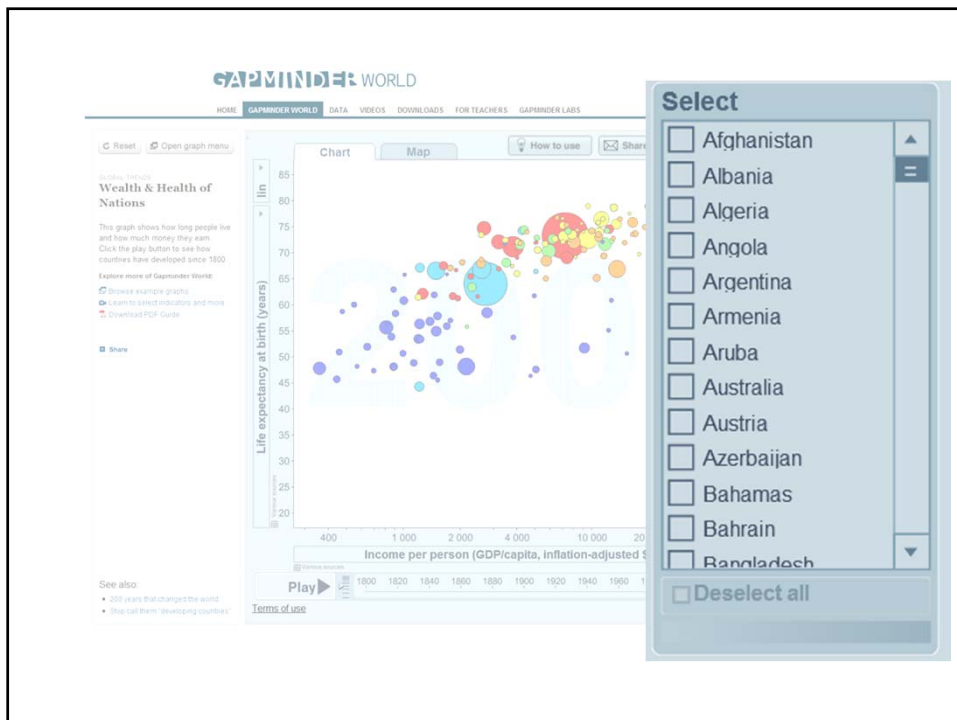 GAPMINDER WORLD
HOME GAPMINDER WORLD DATA VIDEOS DOWNLOADS FOR TEACHERS GAPMINDER LABS
Reset Open graph menu
GLOBAL TRENDS
Wealth & Health of
Nations
This graph shows how long people live
and how much money they earn.
Click the play button to see how
countries have developed since 1800.
Explore more of Gapminder World:
Browse example graphs
Learn to select indicators and more
Download PDF Guide
Share
See also:
• 200 years that changed the world
• Stop call them 'developing countries'
Chart Map How to use Share
lin
Life expectancy at birth (years)
85
80
75
70
65
60
55
50
45
40
35
30
25
20
400 1 000 2 000 4 000 10 000 20
Income per person (GDP/capita, inflation-adjusted $
Play 1800 1820 1840 1860 1880 1900 1920 1940 1960
Terms of use
Select
Afghanistan
Albania
Algeria
Angola
Argentina
Armenia
Aruba
Australia
Austria
Azerbaijan
Bahamas
Bahrain
Bangladesh
Deselect all